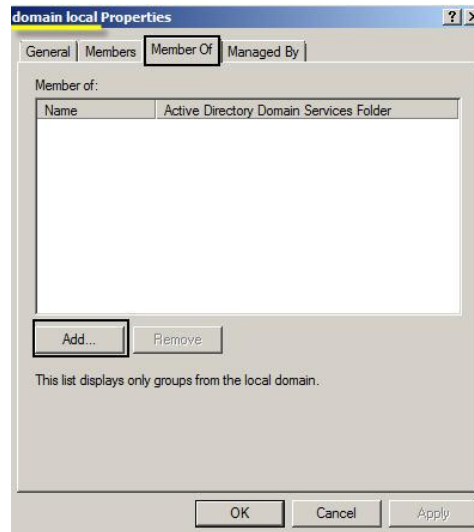 domain local Properties
?
General Members Member Of Managed By
Member of:
Name Active Directory Domain Services Folder
Add... Remove
This list displays only groups from the local domain.
OK Cancel Apply